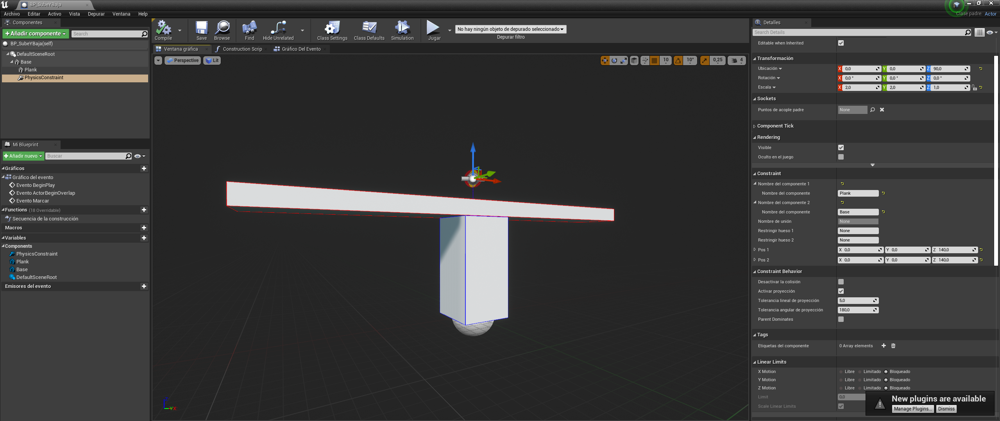 BP_SubeYBaja
Archivo Editar Activo Vista Depurar Ventana Help
Clase padre: Actor
Componentes
Añadir componente
Search
BP_SubeYBaja(self)
DefaultSceneRoot
Base
Plank
PhysicsConstraint
Mi Blueprint
Añadir nuevo
Buscar
Gráficos
Gráfico del evento
Evento BeginPlay
Evento ActorBeginOverlap
Evento Marcar
Functions (18 Overridable)
Secuencia de la construcción
Macros
Variables
Components
PhysicsConstraint
Plank
Base
DefaultSceneRoot
Emisores del evento
Compile Save Browse Find Hide Unrelated Class Settings Class Defaults Simulation Jugar
No hay ningún objeto de depurado seleccionado
Depurar filtro
Ventana gráfica Construction Scrip Gráfico Del Evento
Perspective Lit
10 10° 0,25 4
Z
Y X
Detalles
Search Details
Editable when Inherited
Transformación
Ubicación X 0,0 Y 0,0 Z 90,0
Rotación X 0,0 ° Y 0,0 ° Z 0,0 °
Escala X 2,0 Y 2,0 Z 1,0
Sockets
Puntos de acople padre None
Component Tick
Rendering
Visible
Oculto en el juego
Constraint
Nombre del componente 1
Nombre del componente Plank
Nombre del componente 2
Nombre del componente Base
Nombre de unión None
Restringir hueso 1 None
Restringir hueso 2 None
Pos 1 X 0,0 Y 0,0 Z 140,0
Pos 2 X 0,0 Y 0,0 Z 140,0
Constraint Behavior
Desactivar la colisión
Activar proyección
Tolerancia lineal de proyección 5,0
Tolerancia angular de proyección 180,0
Parent Dominates
Tags
Etiquetas del componente 0 Array elements
Linear Limits
X Motion Libre Limitado Bloqueado
Y Motion Libre Limitado Bloqueado
Z Motion Libre Limitado Bloqueado
Limit 0,0
Scale Linear Limits
New plugins are available
Manage Plugins... Dismiss